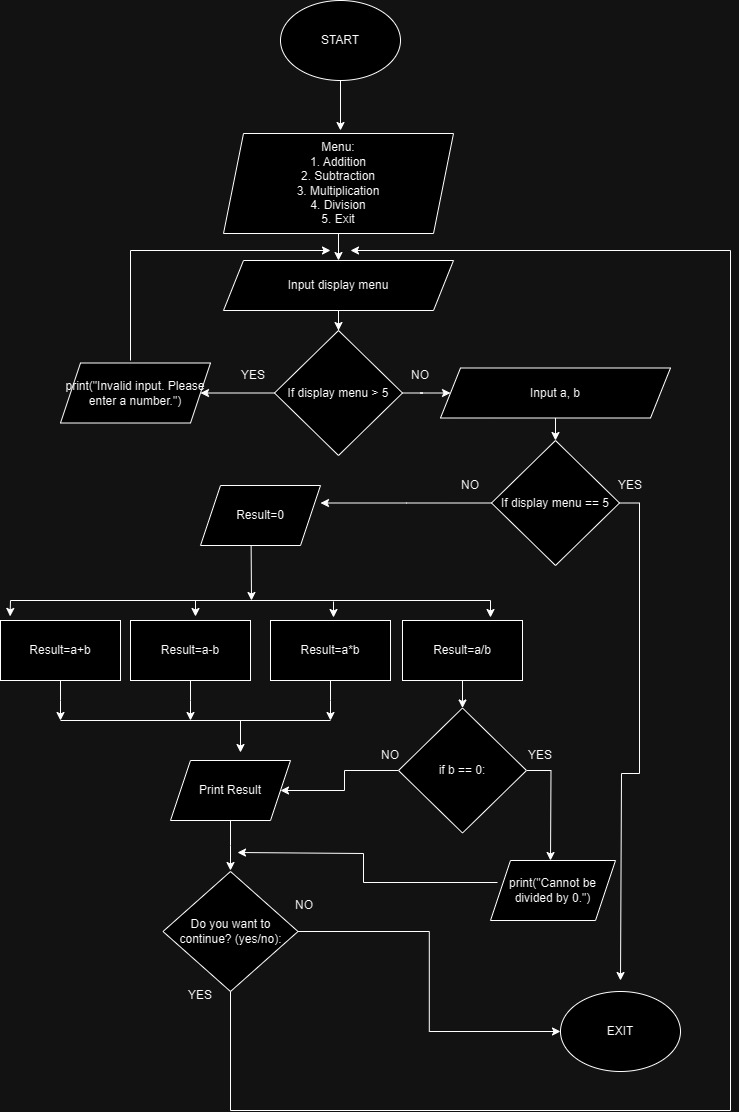 START
Menu:
1. Addition
2. Subtraction
3. Multiplication
4. Division
5. Exit
Input display menu
YES
If display menu > 5
NO
print("Invalid input. Please
enter a number.")
Input a, b
NO
If display menu == 5
YES
Result=0
Result=a+b
Result=a-b
Result=a*b
Result=a/b
NO
if b == 0:
YES
Print Result
print("Cannot be
divided by 0.")
NO
Do you want to
continue? (yes/no):
YES
EXIT